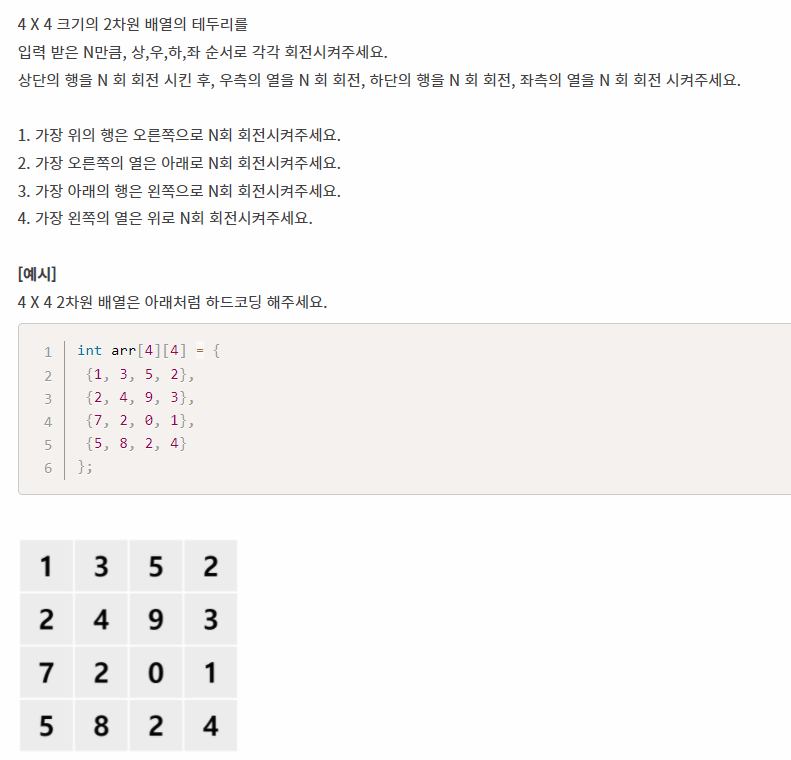 4 X 4 크기의 2차원 배열의 테두리를
입력 받은 N만큼, 상,우,하,좌 순서로 각각 회전시켜주세요.
상단의 행을 N 회 회전 시킨 후, 우측의 열을 N 회 회전, 하단의 행을 N 회 회전, 좌측의 열을 N 회 회전 시켜주세요.
1. 가장 위의 행은 오른쪽으로 N회 회전시켜주세요.
2. 가장 오른쪽의 열은 아래로 N회 회전시켜주세요.
3. 가장 아래의 행은 왼쪽으로 N회 회전시켜주세요.
4. 가장 왼쪽의 열은 위로 N회 회전시켜주세요.
[예시]
4 X 4 2차원 배열은 아래처럼 하드코딩 해주세요.
1 int arr[4][4] = {
2 {1, 3, 5, 2},
3 {2, 4, 9, 3},
4 {7, 2, 0, 1},
5 {5, 8, 2, 4}
6 };
1 3 5 2
2 4 9 3
7 2 0 1
5 8 2 4